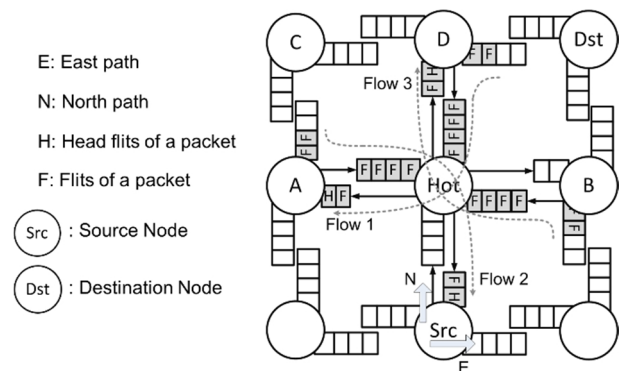 E: East path
N: North path
H: Head flits of a packet
F: Flits of a packet
Src : Source Node
Dst : Destination Node
C
D
Dst
F F
H F
Flow 3
F F F F
F F
A
F F F F
Hot
B
H F
F F F F
F F
Flow 1
N
F H
Flow 2
Src
E